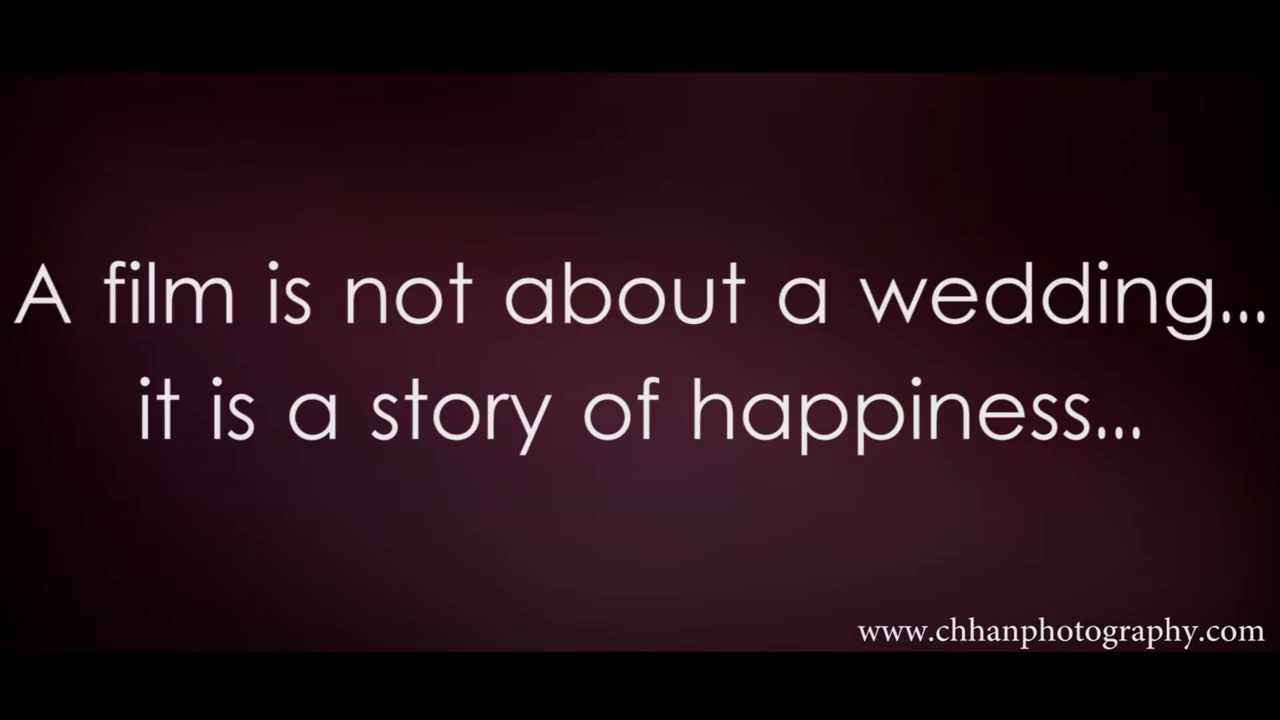 A film is not about a wedding...
it is a story of happiness...
www.chhanphotography.com